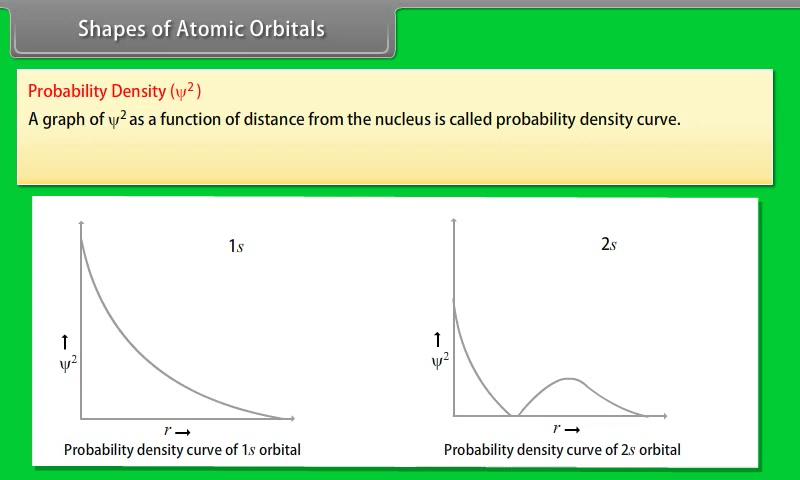 Shapes of Atomic Orbitals
Probability Density (ψ²)
A graph of ψ² as a function of distance from the nucleus is called probability density curve.
1s
2s
↑
ψ²
↑
ψ²
r →
r →
Probability density curve of 1s orbital
Probability density curve of 2s orbital